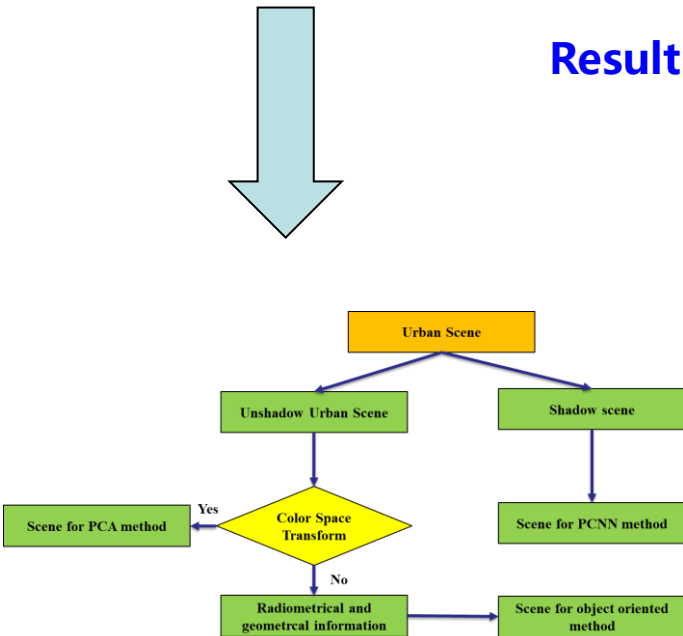 Result
Urban Scene
Unshadow Urban Scene
Shadow scene
Yes
Scene for PCA method
Color Space
Transform
Scene for PCNN method
No
Radiometrical and
geometrcal information
Scene for object oriented
method